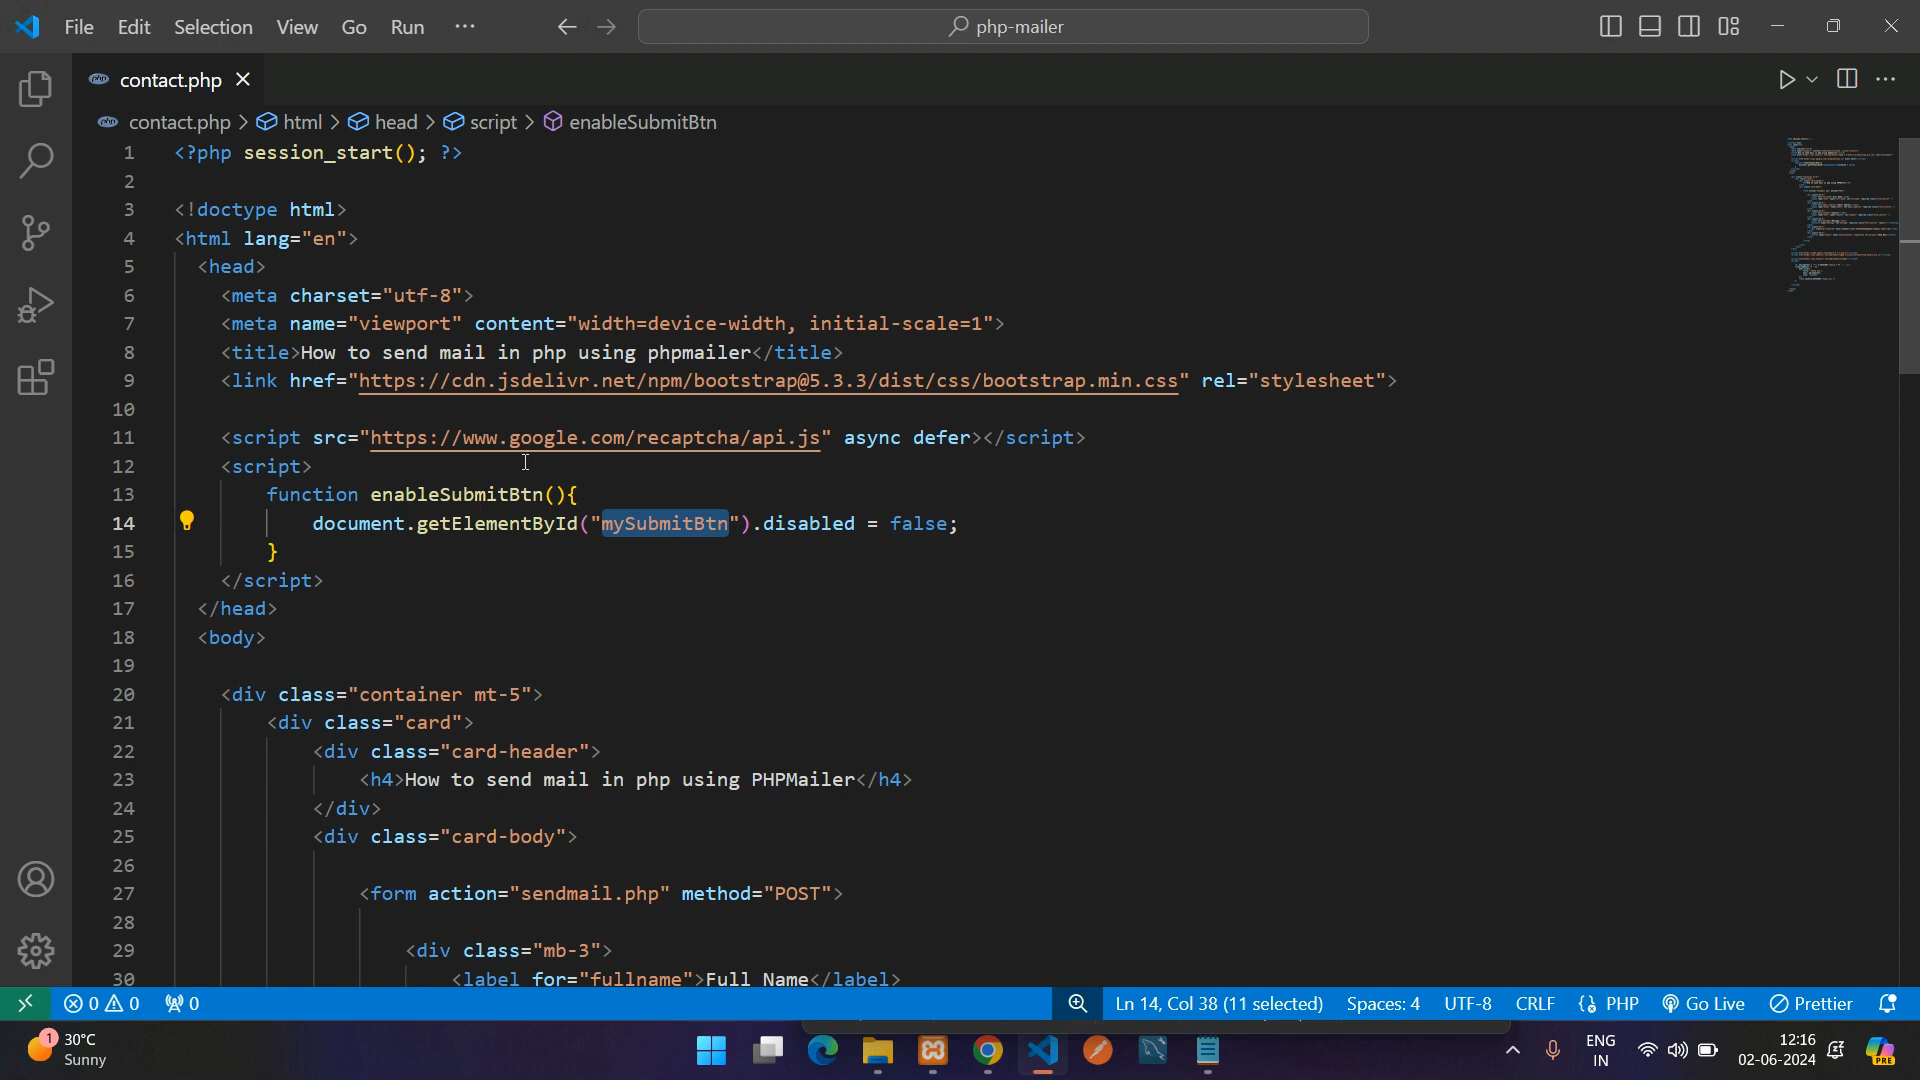 File Edit Selection View Go Run ··· php-mailer
contact.php
contact.php > html > head > script > enableSubmitBtn
1 <?php session_start(); ?>
2
3 <!doctype html>
4 <html lang="en">
5 <head>
6 <meta charset="utf-8">
7 <meta name="viewport" content="width=device-width, initial-scale=1">
8 <title>How to send mail in php using phpmailer</title>
9 <link href="https://cdn.jsdelivr.net/npm/bootstrap@5.3.3/dist/css/bootstrap.min.css" rel="stylesheet">
10
11 <script src="https://www.google.com/recaptcha/api.js" async defer></script>
12 <script>
13 function enableSubmitBtn(){
14 document.getElementById("mySubmitBtn").disabled = false;
15 }
16 </script>
17 </head>
18 <body>
19
20 <div class="container mt-5">
21 <div class="card">
22 <div class="card-header">
23 <h4>How to send mail in php using PHPMailer</h4>
24 </div>
25 <div class="card-body">
26
27 <form action="sendmail.php" method="POST">
28
29 <div class="mb-3">
30 <label for="fullname">Full Name</label>
0 0 0 Ln 14, Col 38 (11 selected) Spaces: 4 UTF-8 CRLF PHP Go Live Prettier
1 30°C ENG 12:16
Sunny IN 02-06-2024 PRE